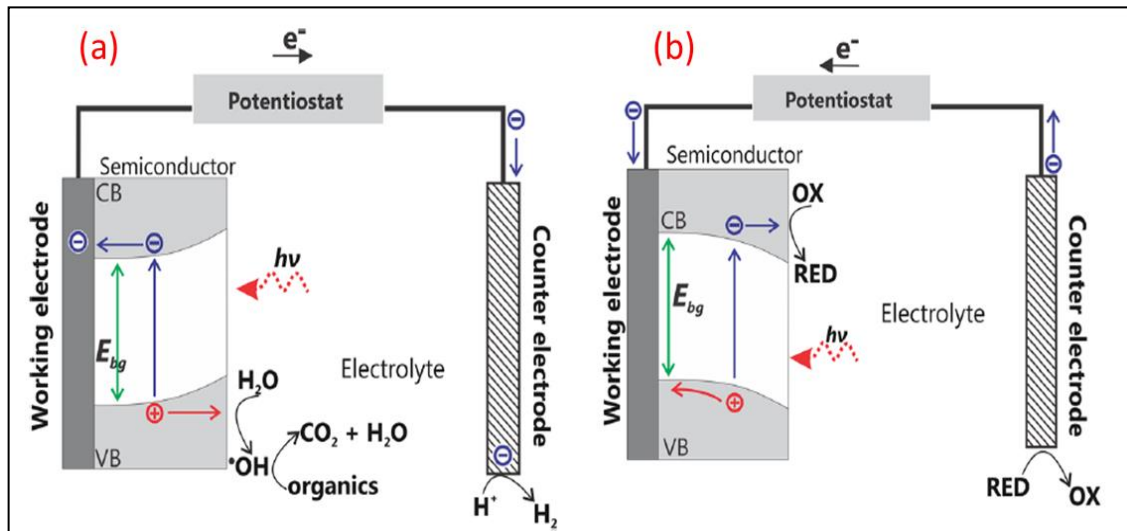 (a)
e⁻
Potentiostat
⊖
Semiconductor
CB
⊖
⊖
hν
E_bg
Working electrode
Counter electrode
Electrolyte
H₂O
⊕
VB
•OH
CO₂ + H₂O
organics
⊖
H⁺
H₂
(b)
e⁻
Potentiostat
⊖
⊖
Semiconductor
OX
CB
⊖
RED
E_bg
Working electrode
Counter electrode
Electrolyte
hν
⊕
VB
RED
OX